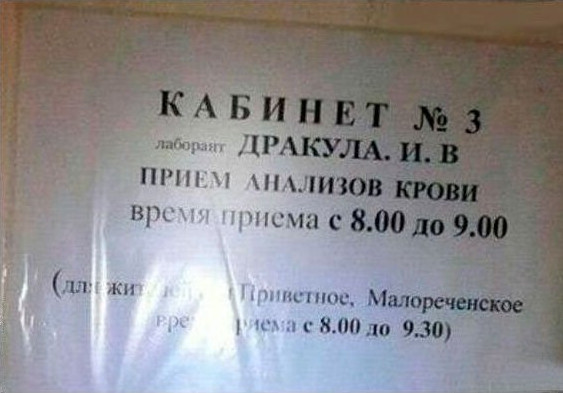 КАБИНЕТ № 3
лаборант ДРАКУЛА. И. В
ПРИЕМ АНАЛИЗОВ КРОВИ
время приема с 8.00 до 9.00
(для Приветное, Малореченское
с 8.00 до 9.30)